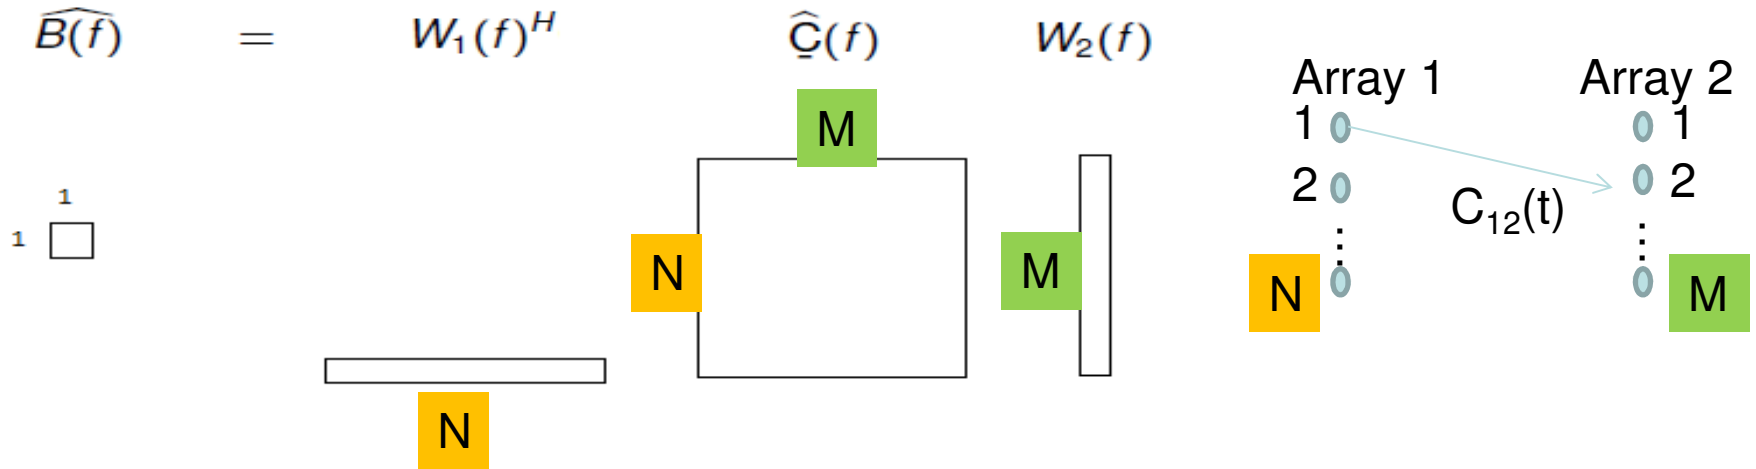 B(f)^ = W₁(f)ᴴ Ĉ(f) W₂(f)
Array 1 Array 2
M
1 1
1
2 2
C₁₂(t)
1
N
M
⋮ ⋮
N M
N